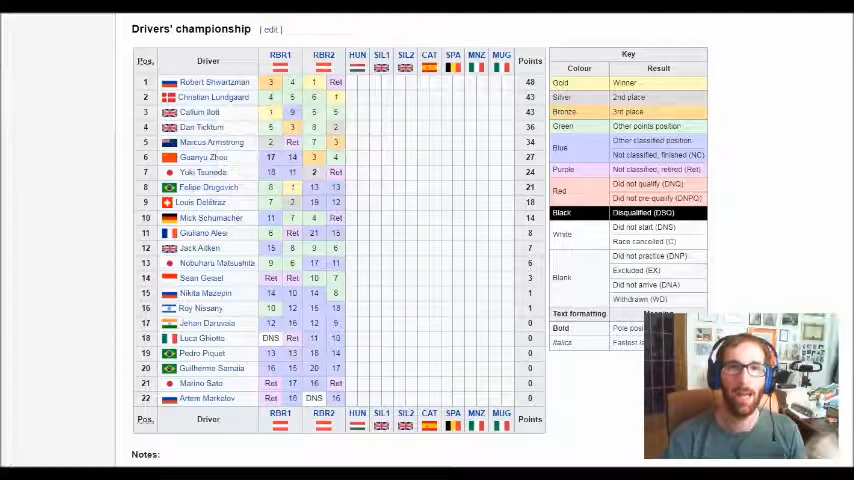 Drivers' championship [ edit ]
Pos. Driver RBR1 RBR2 HUN SIL1 SIL2 CAT SPA MNZ MUG Points
1 Robert Shwartzman 3 4 1 Ret 48
2 Christian Lundgaard 4 5 6 1 43
3 Callum Ilott 1 9 5 5 43
4 Dan Ticktum 5 3 8 2 36
5 Marcus Armstrong 2 Ret 7 3 34
6 Guanyu Zhou 17 14 3 4 27
7 Yuki Tsunoda 18 11 2 Ret 24
8 Felipe Drugovich 8 1 13 13 21
9 Louis Delétraz 7 2 19 12 18
10 Mick Schumacher 11 7 4 Ret 14
11 Giuliano Alesi 6 Ret 21 15 8
12 Jack Aitken 15 8 9 6 7
13 Nobuharu Matsushita 9 6 17 11 6
14 Sean Gelael Ret Ret 10 7 3
15 Nikita Mazepin 14 10 14 8 1
16 Roy Nissany 10 12 15 18 1
17 Jehan Daruvala 12 16 12 9 0
18 Luca Ghiotto DNS Ret 11 10 0
19 Pedro Piquet 13 13 18 14 0
20 Guilherme Samaia 16 15 20 17 0
21 Marino Sato Ret 17 16 Ret 0
22 Artem Markelov Ret 18 DNS 16 0
Pos. Driver RBR1 RBR2 HUN SIL1 SIL2 CAT SPA MNZ MUG Points
Notes:
Key
Colour Result
Gold Winner
Silver 2nd place
Bronze 3rd place
Green Other points position
Blue Other classified position
Not classified, finished (NC)
Purple Not classified, retired (Ret)
Red Did not qualify (DNQ)
Did not pre-qualify (DNPQ)
Black Disqualified (DSQ)
White Did not start (DNS)
Race cancelled (C)
Blank Did not practice (DNP)
Excluded (EX)
Did not arrive (DNA)
Withdrawn (WD)
Text formatting
Bold Pole posi
Italics Fastest la